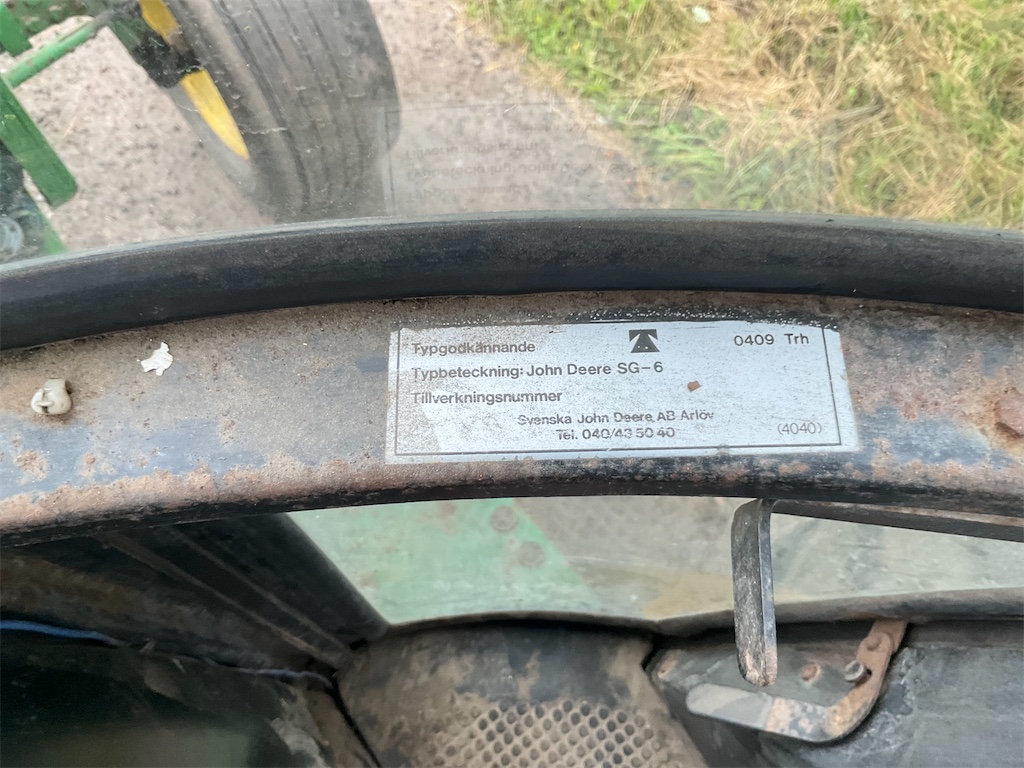 Typgodkännande 0409 Trh
Typbeteckning: John Deere SG-6
Tillverkningsnummer
Svenska John Deere AB Arlöv
Tel. 040/43 50 40 (4040)